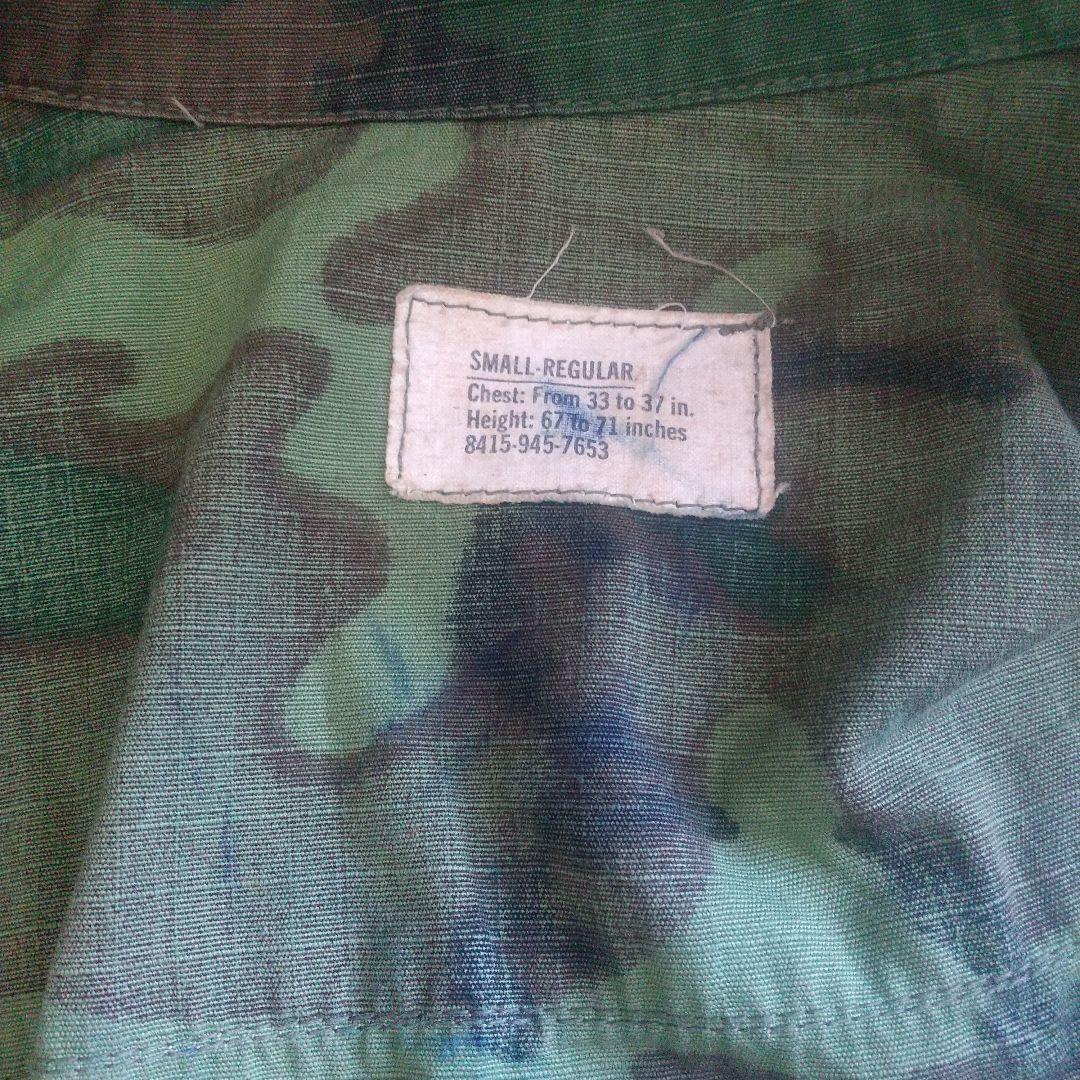 SMALL-REGULAR
Chest: From 33 to 37 in.
Height: 67 to 71 inches
8415-945-7653